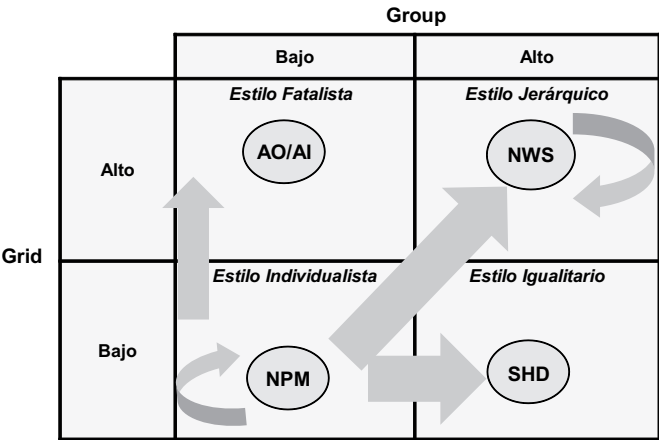 Group
Bajo
Alto
Estilo Fatalista
Estilo Jerárquico
AO/AI
NWS
Alto
Grid
Estilo Individualista
Estilo Igualitario
Bajo
NPM
SHD